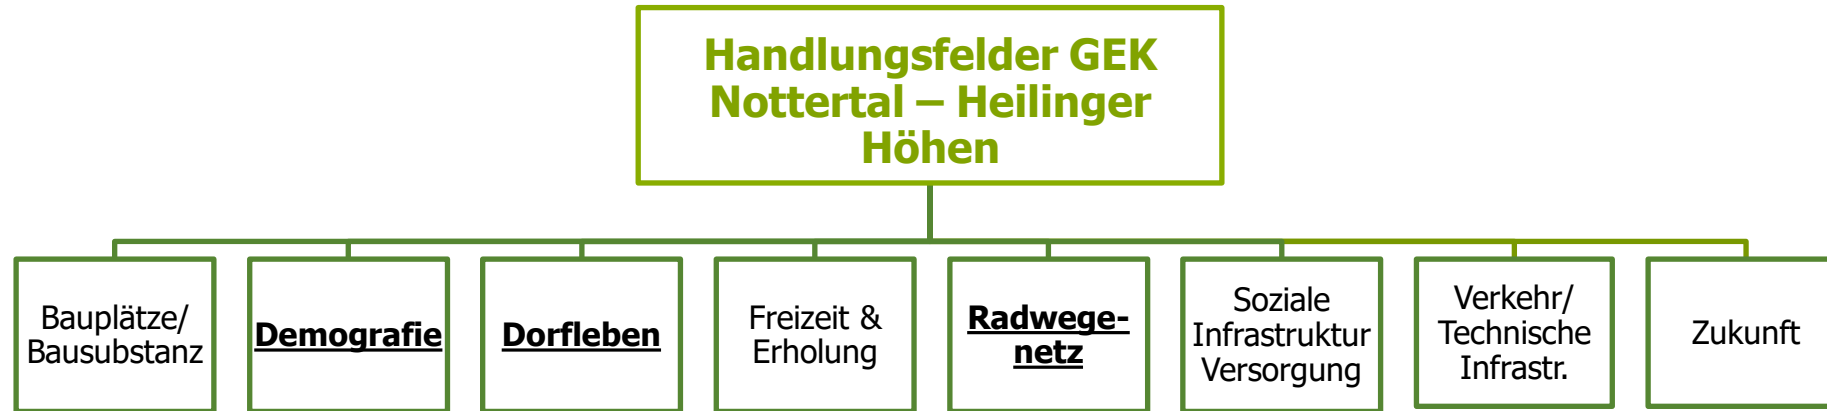 Handlungsfelder GEK
Nottertal – Heilinger
Höhen
Bauplätze/
Bausubstanz
Demografie
Dorfleben
Freizeit &
Erholung
Radwege-
netz
Soziale
Infrastruktur
Versorgung
Verkehr/
Technische
Infrastr.
Zukunft